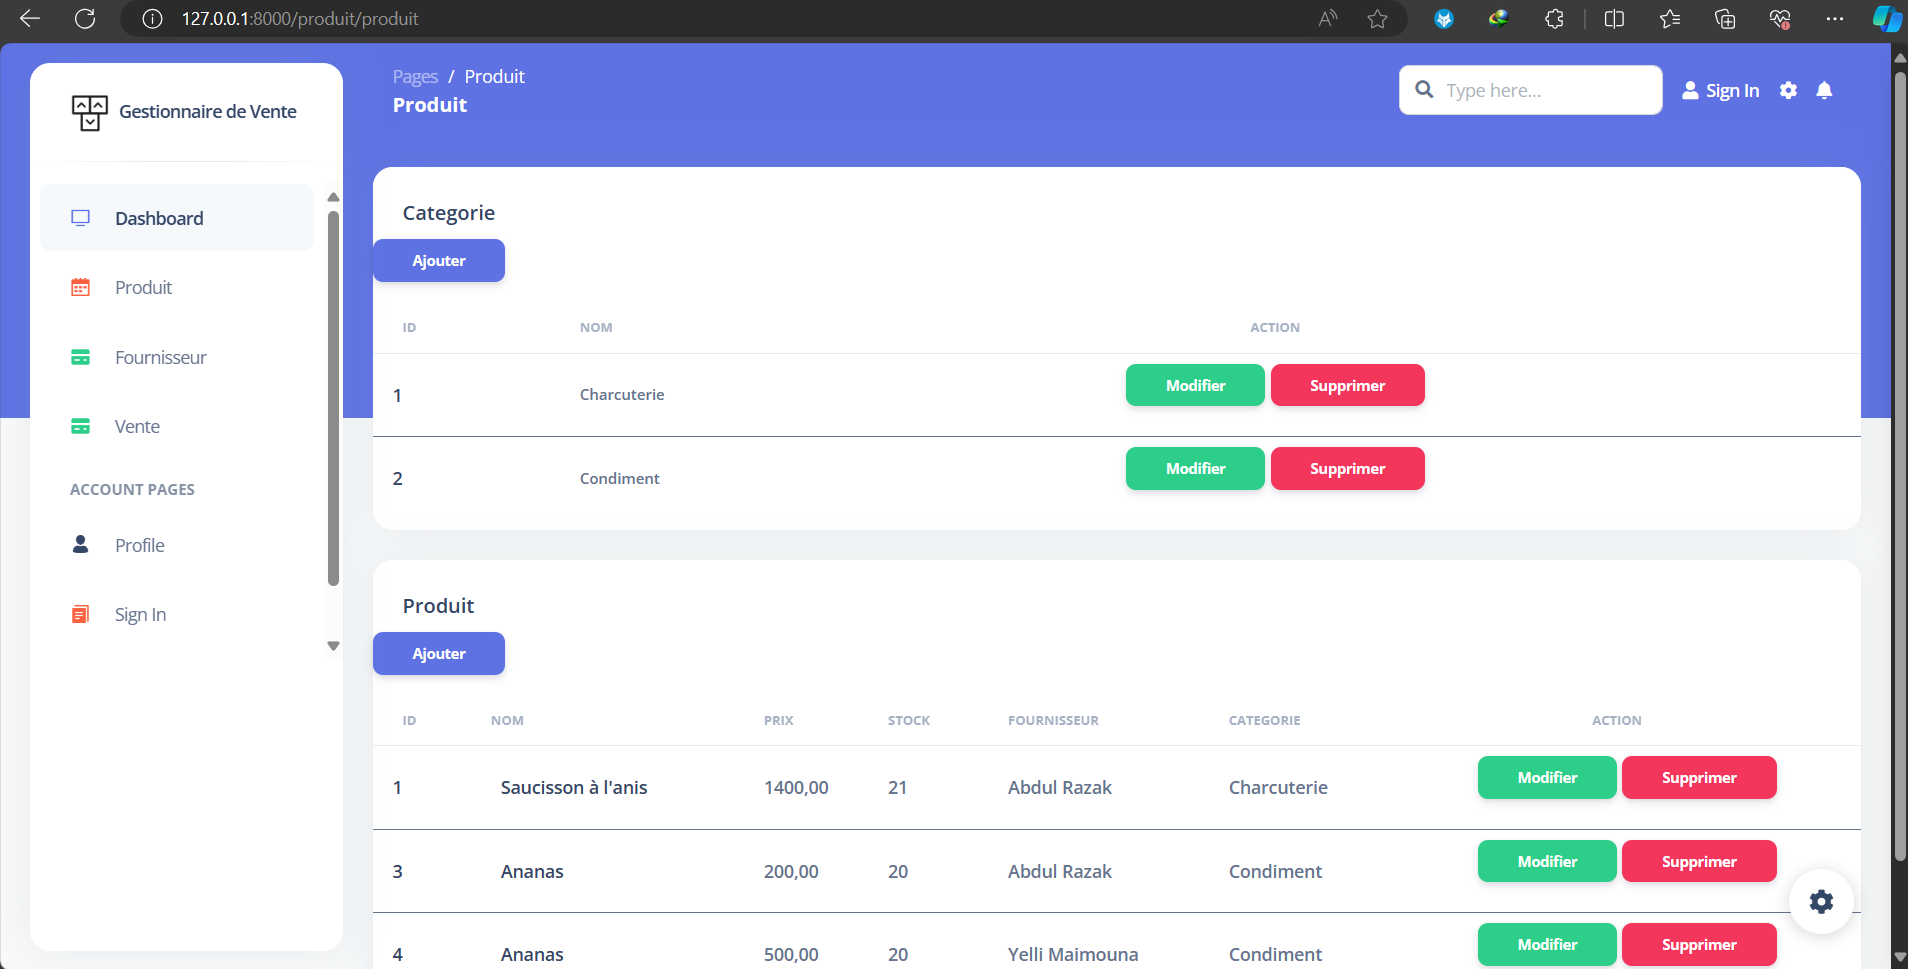 127.0.0.1:8000/produit/produit
Gestionnaire de Vente
Dashboard
Produit
Fournisseur
Vente
ACCOUNT PAGES
Profile
Sign In
Pages / Produit
Produit
Type here...
Sign In
Categorie
Ajouter
ID NOM ACTION
1 Charcuterie Modifier Supprimer
2 Condiment Modifier Supprimer
Produit
Ajouter
ID NOM PRIX STOCK FOURNISSEUR CATEGORIE ACTION
1 Saucisson à l'anis 1400,00 21 Abdul Razak Charcuterie Modifier Supprimer
3 Ananas 200,00 20 Abdul Razak Condiment Modifier Supprimer
4 Ananas 500,00 20 Yelli Maimouna Condiment Modifier Supprimer